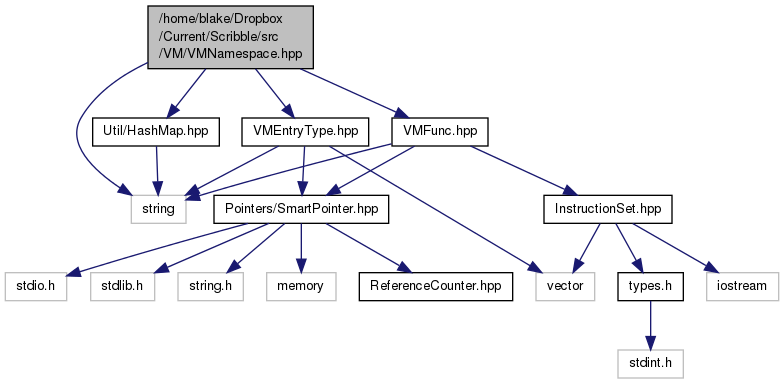 /home/blake/Dropbox
/Current/Scribble/src
/VM/VMNamespace.hpp
Util/HashMap.hpp
VMEntryType.hpp
VMFunc.hpp
string
Pointers/SmartPointer.hpp
InstructionSet.hpp
stdio.h
stdlib.h
string.h
memory
ReferenceCounter.hpp
vector
types.h
iostream
stdint.h